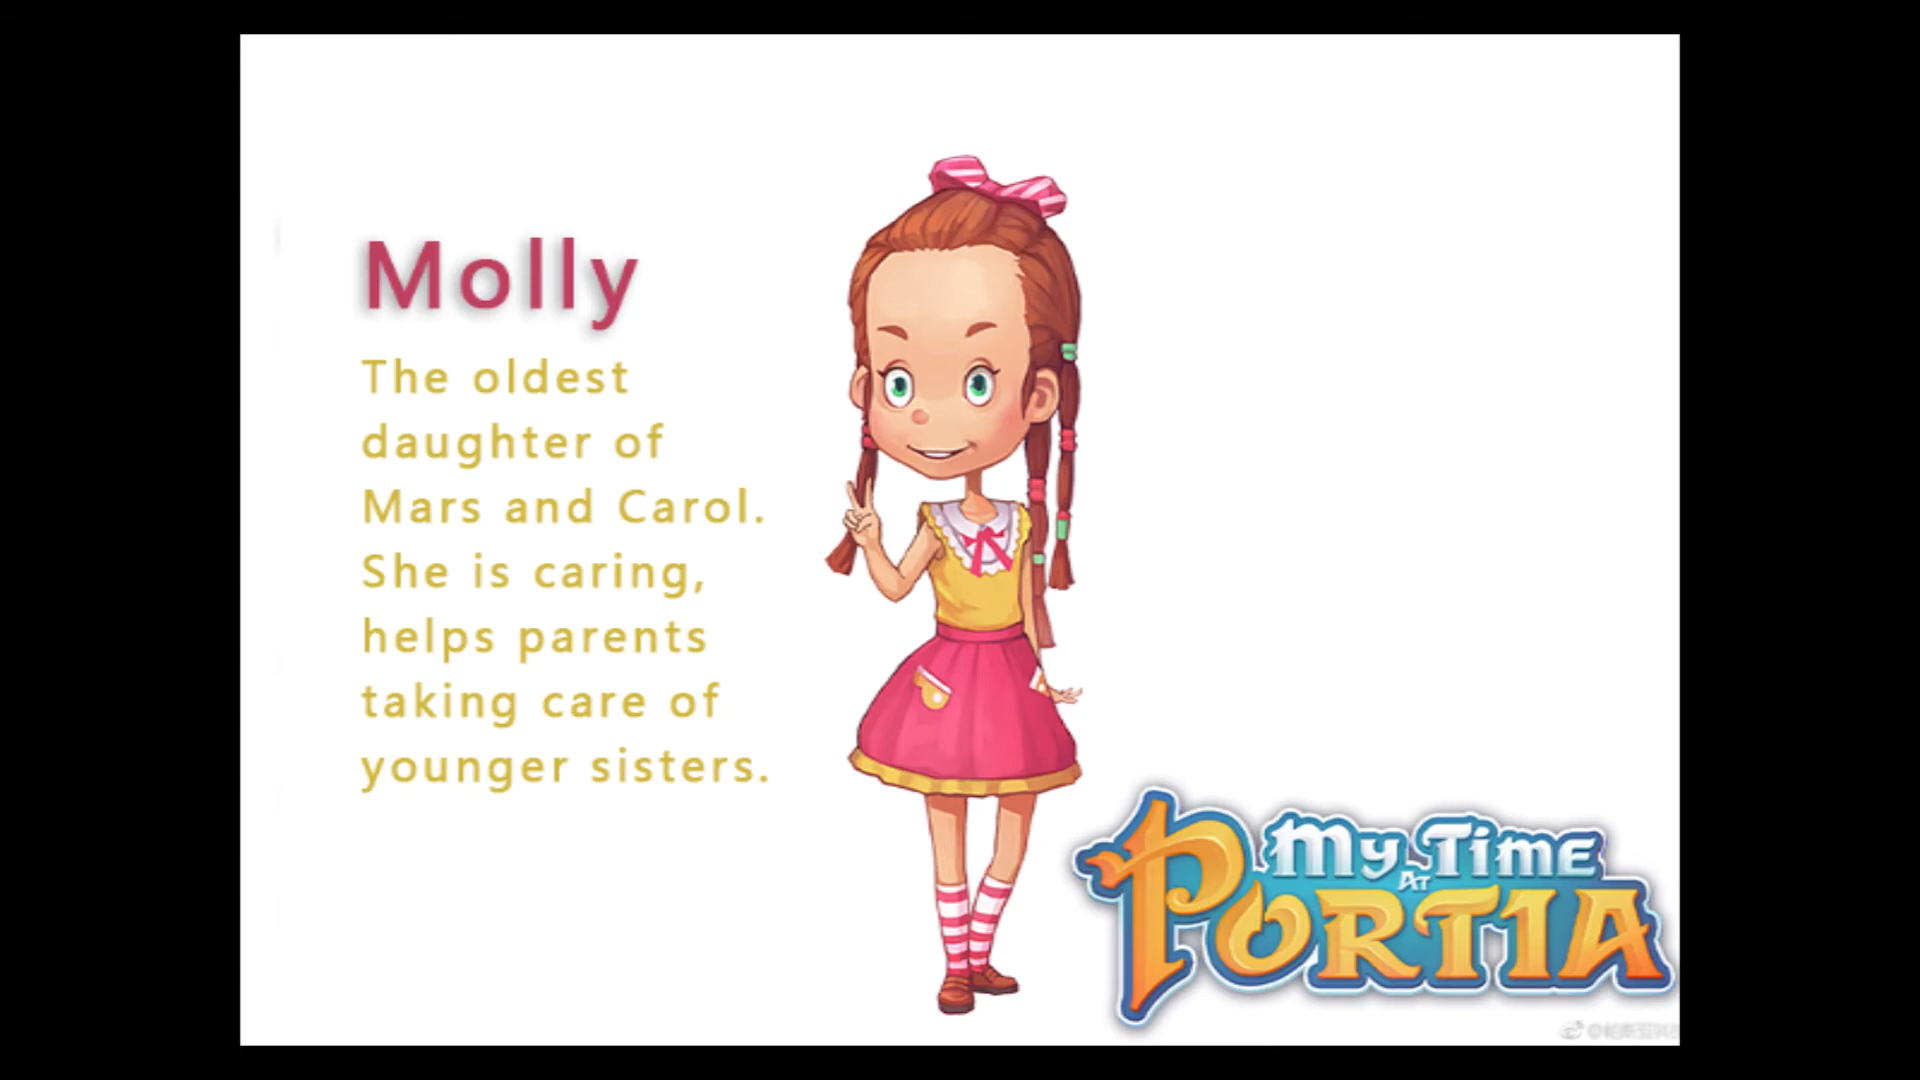 Molly
The oldest
daughter of
Mars and Carol.
She is caring,
helps parents
taking care of
younger sisters.
My Time
AT
PORTIA